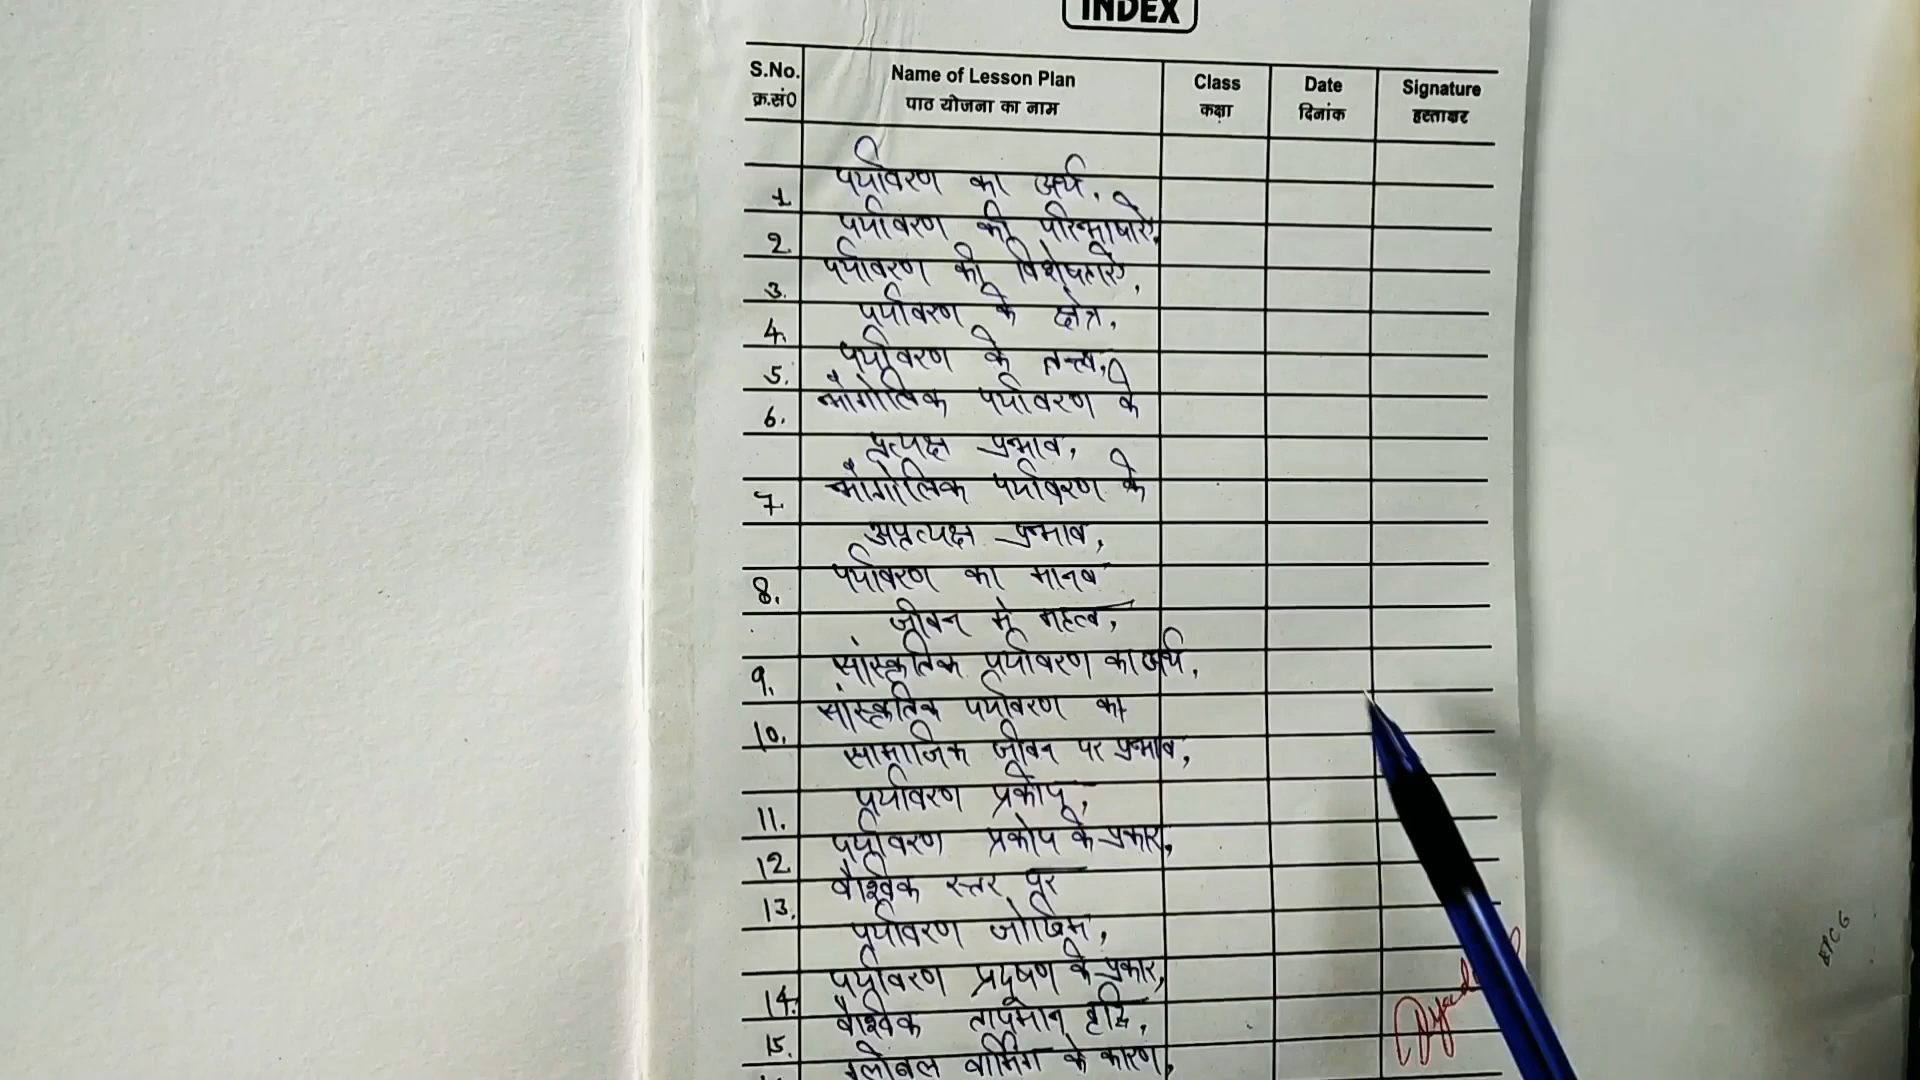 INDEX
S.No. Name of Lesson Plan Class Date Signature
क्र.सं0 पाठ योजना का नाम कक्षा दिनांक हस्ताक्षर
1 पर्यावरण का अर्थ,
2. पर्यावरण की परिभाषाऐं,
3. पर्यावरण की विशेषताऐं,
4. पर्यावरण के क्षेत्र,
5. पर्यावरण के तत्त्व,
6. भौगोलिक पर्यावरण के
प्रत्यक्ष प्रभाव,
7. भौगोलिक पर्यावरण के
अप्रत्यक्ष प्रभाव,
8. पर्यावरण का मानव
जीवन में महत्व,
9. सांस्कृतिक पर्यावरण का अर्थ,
10. सांस्कृतिक पर्यावरण का
सामाजिक जीवन पर प्रभाव,
11. पर्यावरण प्रकोप,
12. पर्यावरण प्रकोप के प्रकार,
13. वैश्विक स्तर पर
पर्यावरण जोखिम,
14. पर्यावरण प्रदूषण के प्रकार,
15. वैश्विक तापमान वृद्धि,
ग्लोबल वार्मिंग के कारण,